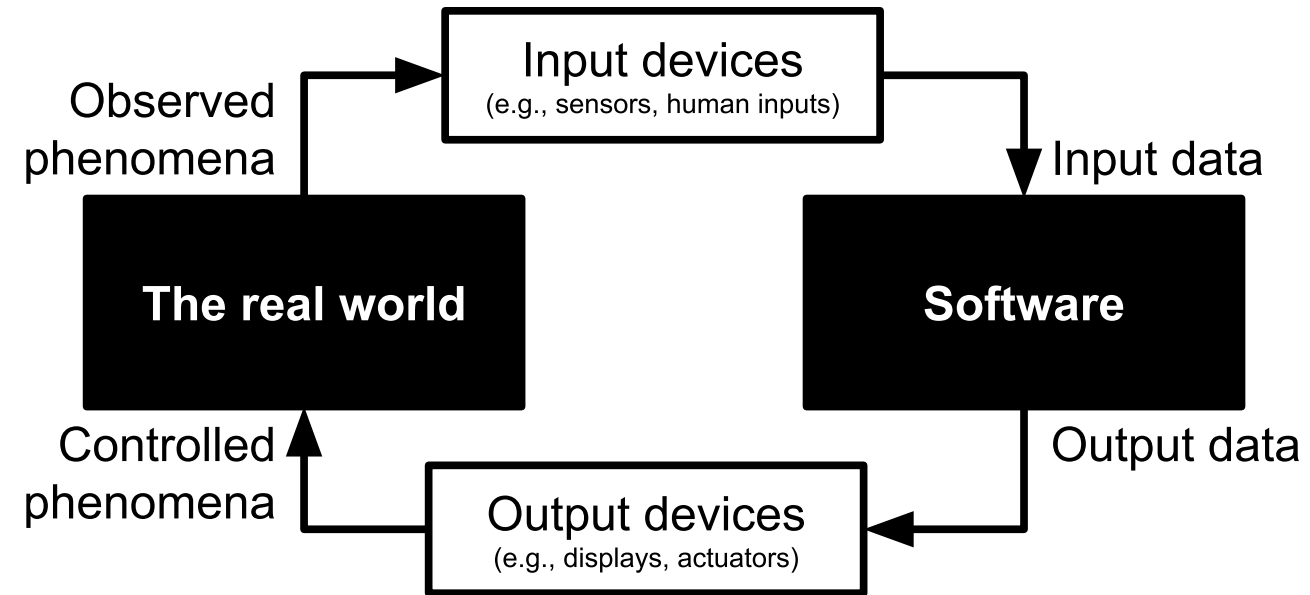 Input devices
(e.g., sensors, human inputs)
Observed
phenomena
Input data
The real world
Software
Controlled
phenomena
Output data
Output devices
(e.g., displays, actuators)